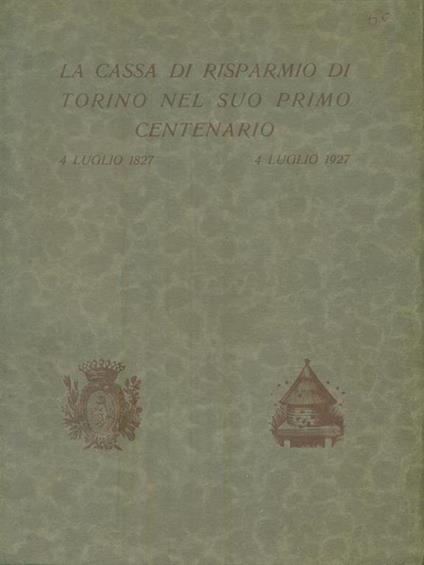 LA CASSA DI RISPARMIO DI
TORINO NEL SUO PRIMO
CENTENARIO
4 LUGLIO 1827 4 LUGLIO 1927